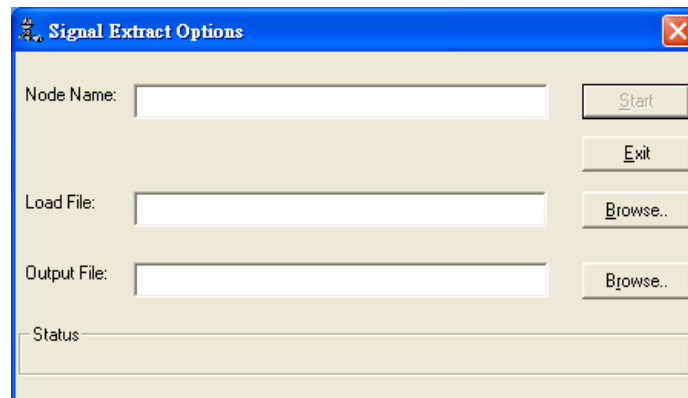 Signal Extract Options
Node Name:
Start
Exit
Load File:
Browse..
Output File:
Browse..
Status